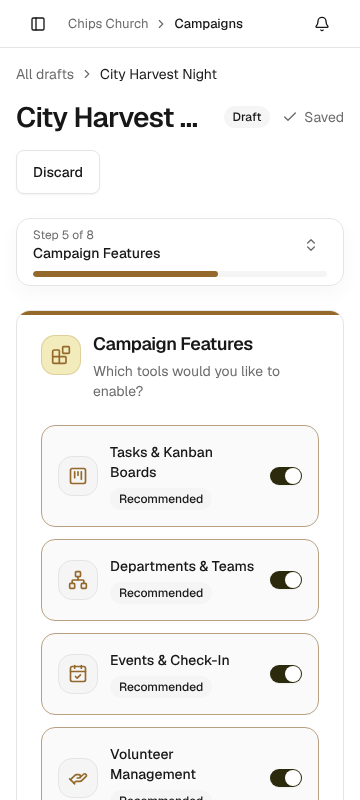 Chips Church > Campaigns
All drafts > City Harvest Night
City Harvest ...
Draft
Saved
Discard
Step 5 of 8
Campaign Features
Campaign Features
Which tools would you like to
enable?
Tasks & Kanban
Boards
Recommended
Departments & Teams
Recommended
Events & Check-In
Recommended
Volunteer
Management
Recommended